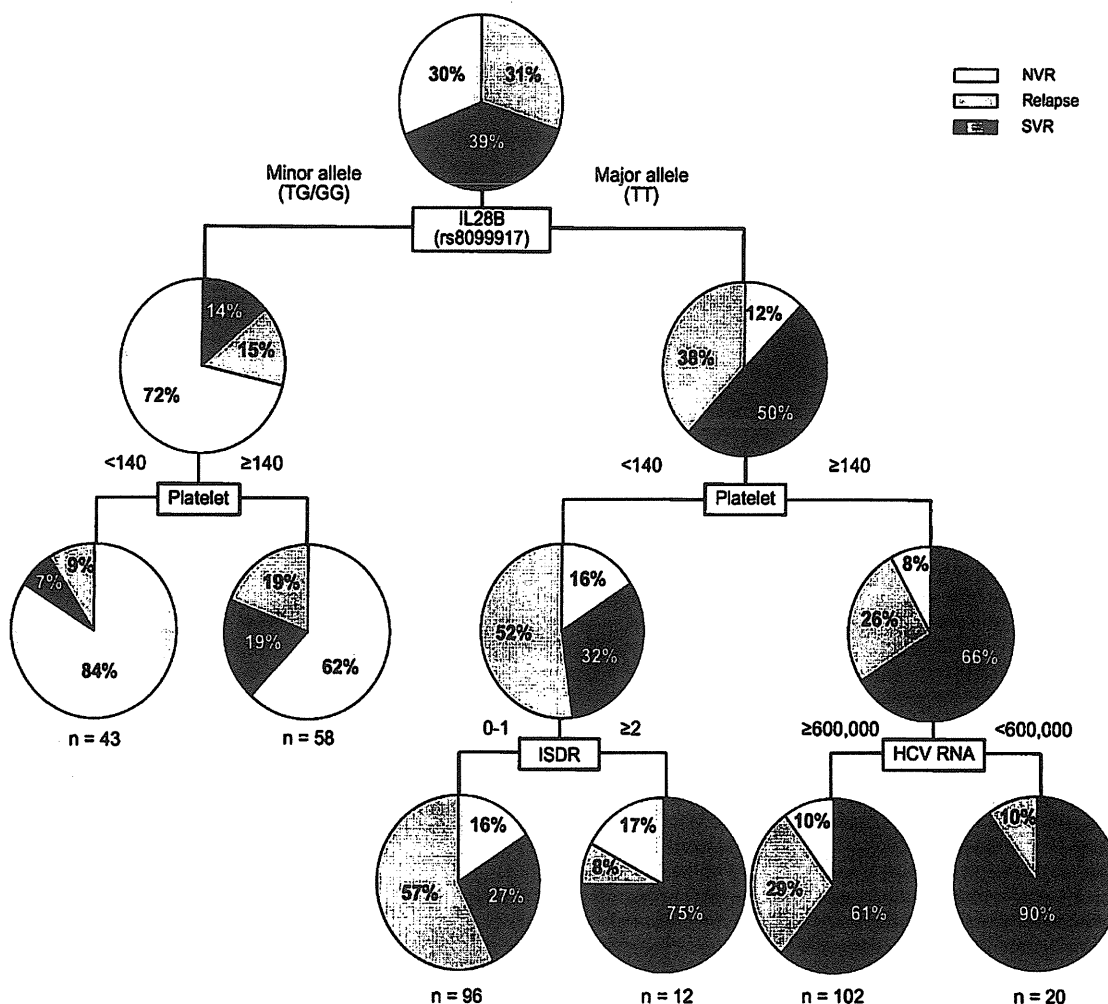 30%
31%
39%
NVR
Relapse
SVR
Minor allele
(TG/GG)
Major allele
(TT)
IL28B
(rs8099917)
14%
15%
72%
12%
38%
50%
<140
≥140
Platelet
<140
≥140
Platelet
7%
9%
84%
19%
19%
62%
n = 43
n = 58
16%
52%
32%
8%
26%
66%
0-1
≥2
ISDR
≥600,000
<600,000
HCV RNA
16%
57%
27%
17%
8%
75%
10%
29%
61%
10%
90%
n = 96
n = 12
n = 102
n = 20